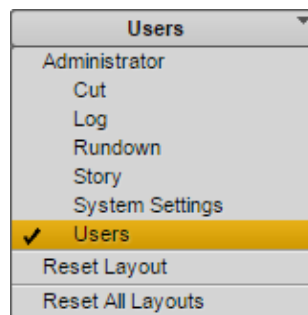 Users
Administrator
Cut
Log
Rundown
Story
System Settings
Users
Reset Layout
Reset All Layouts